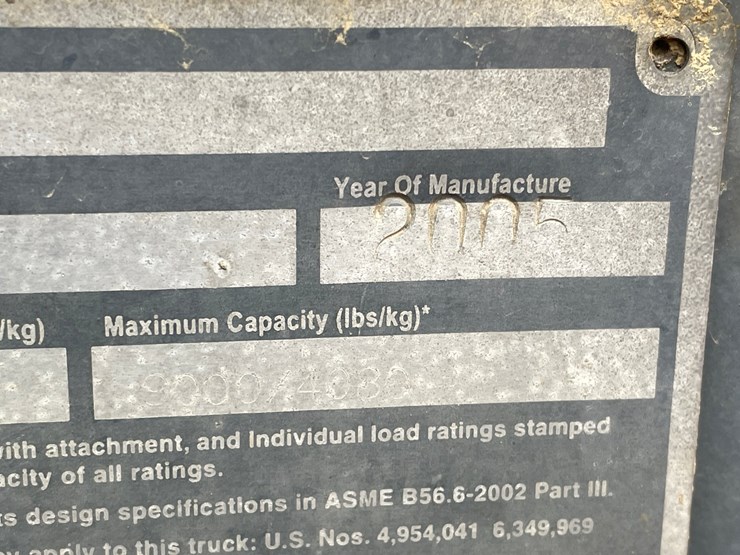 Year Of Manufacture
2005
/kg) Maximum Capacity (lbs/kg)*
9000/408
with attachment, and Individual load ratings stamped
acity of all ratings.
ts design specifications in ASME B56.6-2002 Part III.
apply to this truck: U.S. Nos. 4,954,041 6,349,969